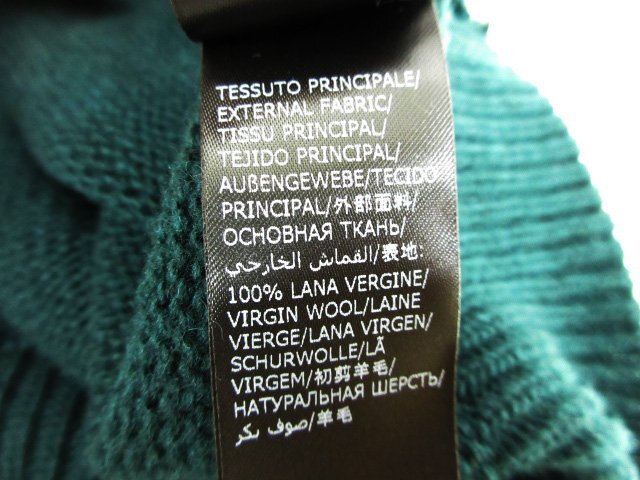 TESSUTO PRINCIPALE/
EXTERNAL FABRIC/
TISSU PRINCIPAL/
TEJIDO PRINCIPAL/
AUßENGEWEBE/TECIDO
PRINCIPAL/外部面料/
ОСНОВНАЯ ТКАНЬ/
القماش الخارجي/表地:
100% LANA VERGINE/
VIRGIN WOOL/LAINE
VIERGE/LANA VIRGEN/
SCHURWOLLE/LÃ
VIRGEM/初剪羊毛/
НАТУРАЛЬНАЯ ШЕРСТЬ/
صوف بكر/羊毛